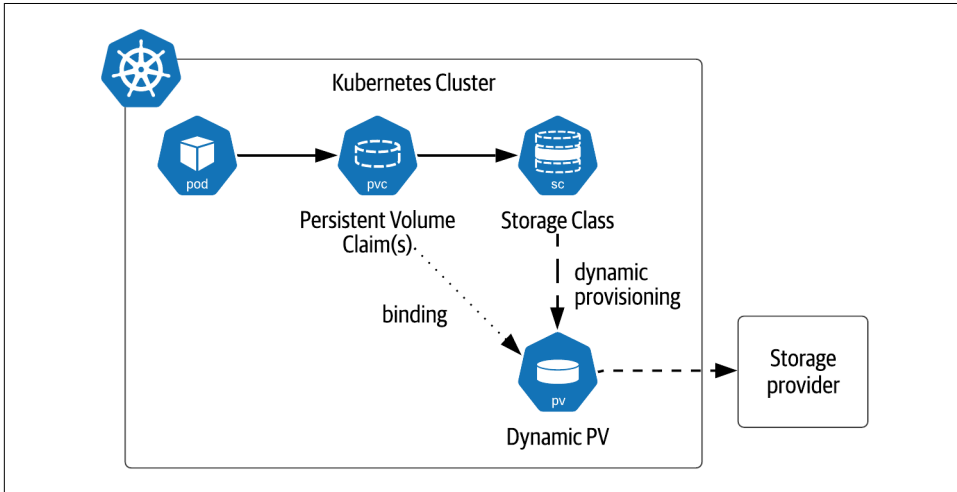 Kubernetes Cluster
pod
pvc
sc
Persistent Volume
Claim(s)
Storage Class
dynamic
provisioning
binding
pv
Dynamic PV
Storage
provider